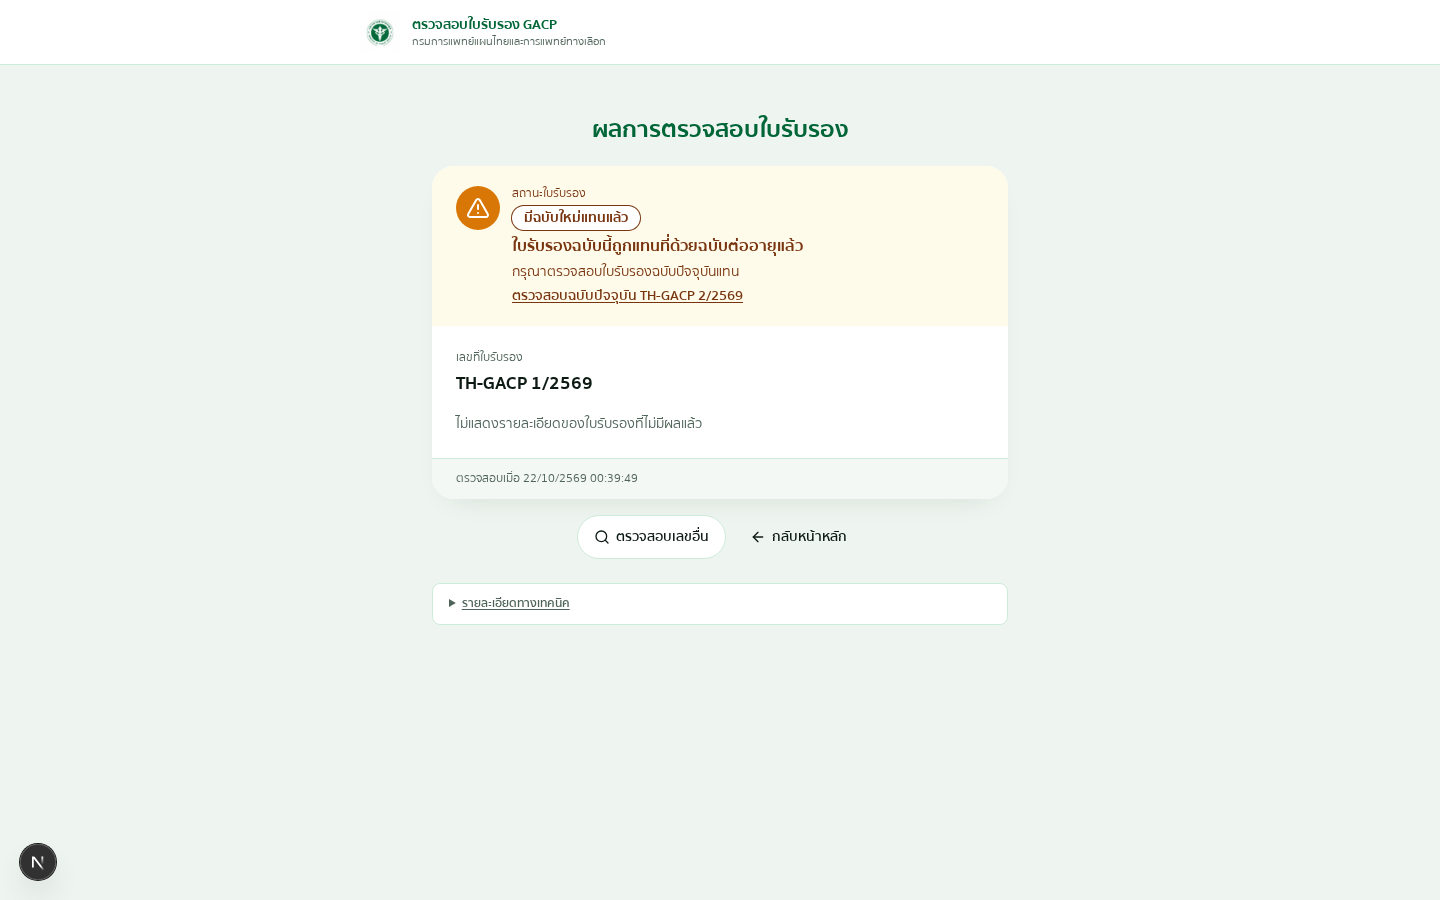 ตรวจสอบใบรับรอง GACP
กรมการแพทย์แผนไทยและการแพทย์ทางเลือก
ผลการตรวจสอบใบรับรอง
สถานะใบรับรอง
มีฉบับใหม่แทนแล้ว
ใบรับรองฉบับนี้ถูกแทนที่ด้วยฉบับต่ออายุแล้ว
กรุณาตรวจสอบใบรับรองฉบับปัจจุบันแทน
ตรวจสอบฉบับปัจจุบัน TH-GACP 2/2569
เลขที่ใบรับรอง
TH-GACP 1/2569
ไม่แสดงรายละเอียดของใบรับรองที่ไม่มีผลแล้ว
ตรวจสอบเมื่อ 22/10/2569 00:39:49
ตรวจสอบเลขอื่น
กลับหน้าหลัก
รายละเอียดทางเทคนิค